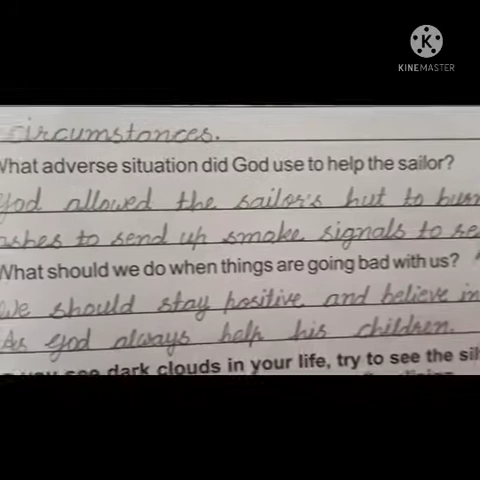 K
KINEMASTER
circumstances.
What adverse situation did God use to help the sailor?
God allowed the sailor's hut to
ashes to send up smoke signals to
What should we do when things are going bad with us?
We should stay positive and believe in
As God always help his children.
see dark clouds in your life, try to see the